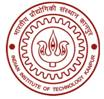 भारतीय प्रौद्योगिकी संस्थान कानपुर
INDIAN INSTITUTE OF TECHNOLOGY KANPUR